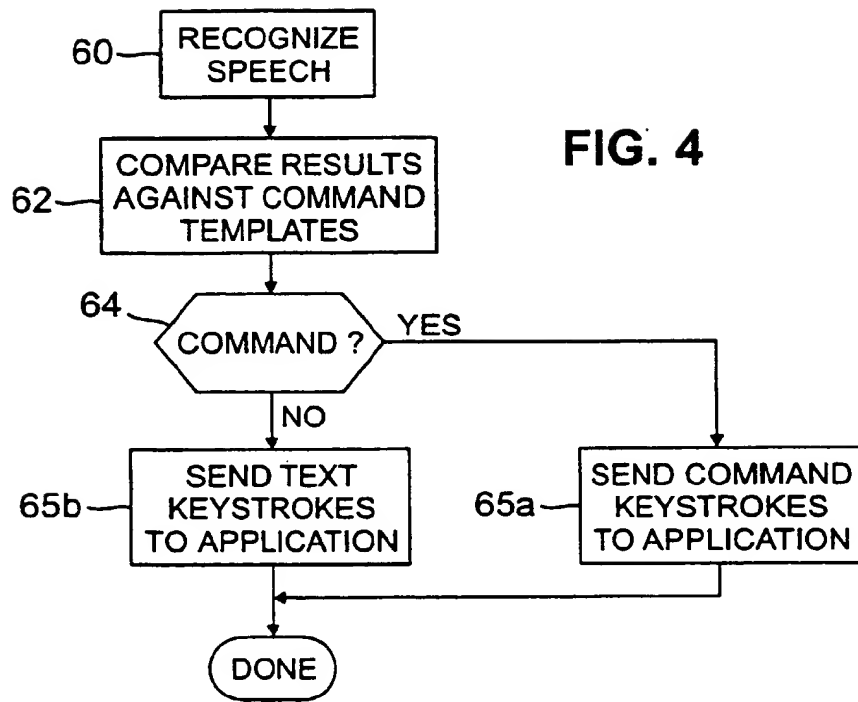 60
RECOGNIZE
SPEECH
FIG. 4
62
COMPARE RESULTS
AGAINST COMMAND
TEMPLATES
64
COMMAND ?
YES
NO
65b
SEND TEXT
KEYSTROKES
TO APPLICATION
65a
SEND COMMAND
KEYSTROKES
TO APPLICATION
DONE